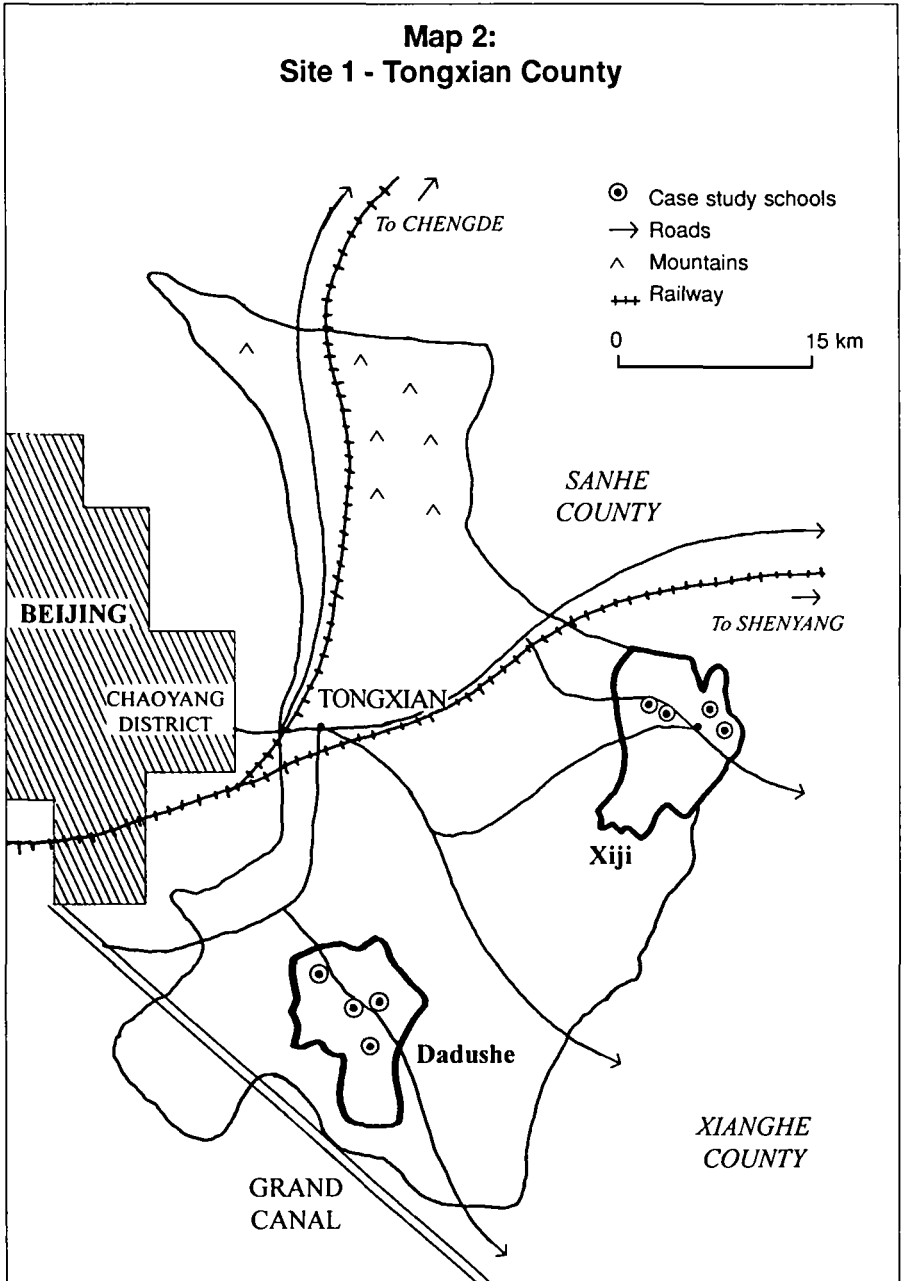 Map 2:
Site 1 - Tongxian County
To CHENGDE
Case study schools
Roads
Mountains
Railway
0 15 km
SANHE
COUNTY
BEIJING
To SHENYANG
CHAOYANG
DISTRICT
TONGXIAN
Xiji
Dadushe
XIANGHE
COUNTY
GRAND
CANAL